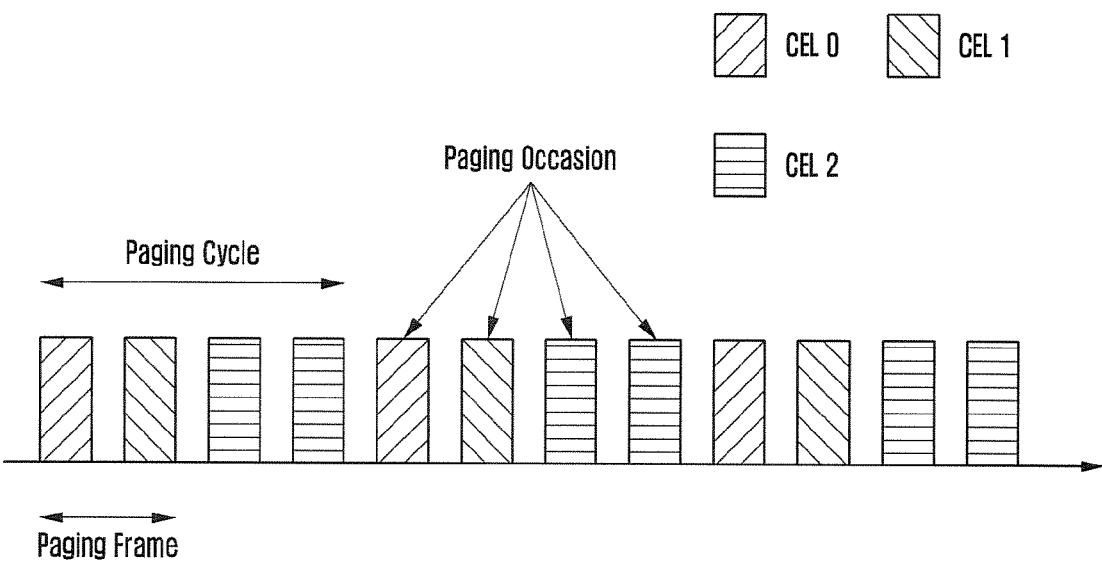 CEL 0
CEL 1
CEL 2
Paging Occasion
Paging Cycle
Paging Frame